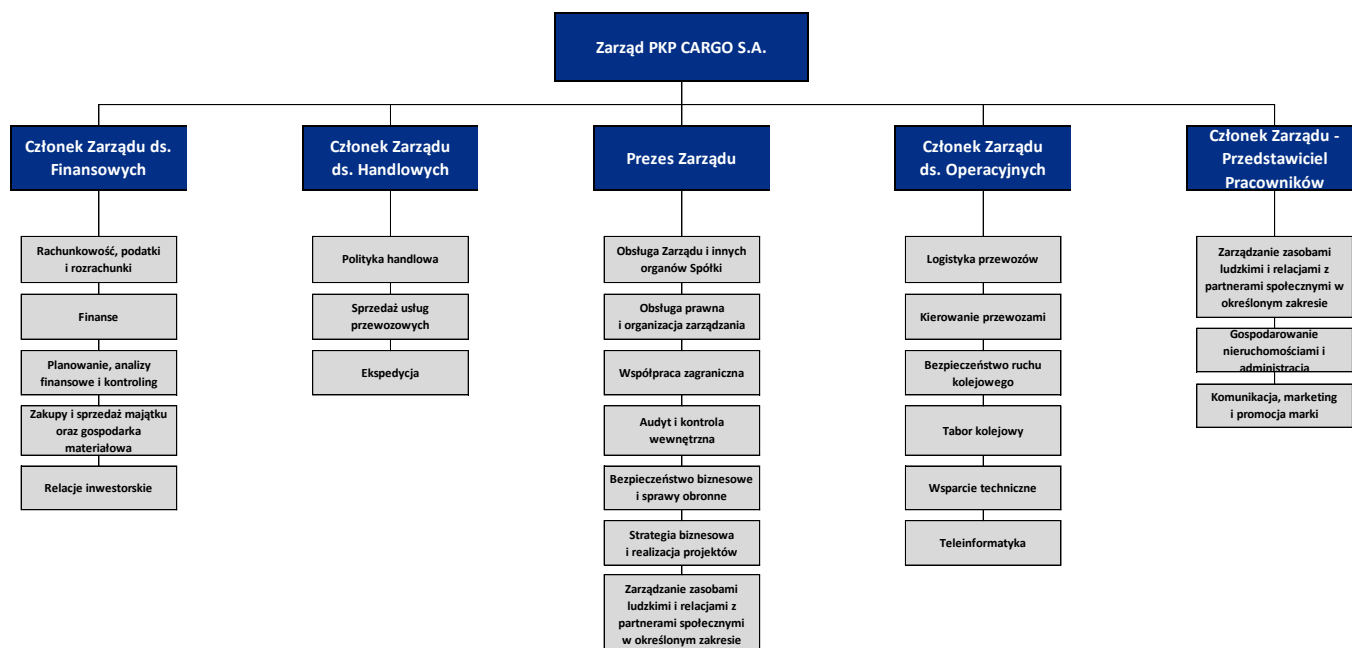 Zarząd PKP CARGO S.A.
Członek Zarządu ds.
Finansowych
Rachunkowość, podatki
i rozrachunki
Finanse
Planowanie, analizy
finansowe i kontroling
Zakupy i sprzedaż majątku
oraz gospodarka
materiałowa
Relacje inwestorskie
Członek Zarządu
ds. Handlowych
Polityka handlowa
Sprzedaż usług
przewozowych
Ekspedycja
Prezes Zarządu
Obsługa Zarządu i innych
organów Spółki
Obsługa prawna
i organizacja zarządzania
Współpraca zagraniczna
Audyt i kontrola
wewnętrzna
Bezpieczeństwo biznesowe
i sprawy obronne
Strategia biznesowa
i realizacja projektów
Zarządzanie zasobami
ludzkimi i relacjami z
partnerami społecznymi
w określonym zakresie
Członek Zarządu
ds. Operacyjnych
Logistyka przewozów
Kierowanie przewozami
Bezpieczeństwo ruchu
kolejowego
Tabor kolejowy
Wsparcie techniczne
Teleinformatyka
Członek Zarządu -
Przedstawiciel
Pracowników
Zarządzanie zasobami
ludzkimi i relacjami z
partnerami społecznymi w
określonym zakresie
Gospodarowanie
nieruchomościami i
administracja
Komunikacja, marketing
i promocja marki